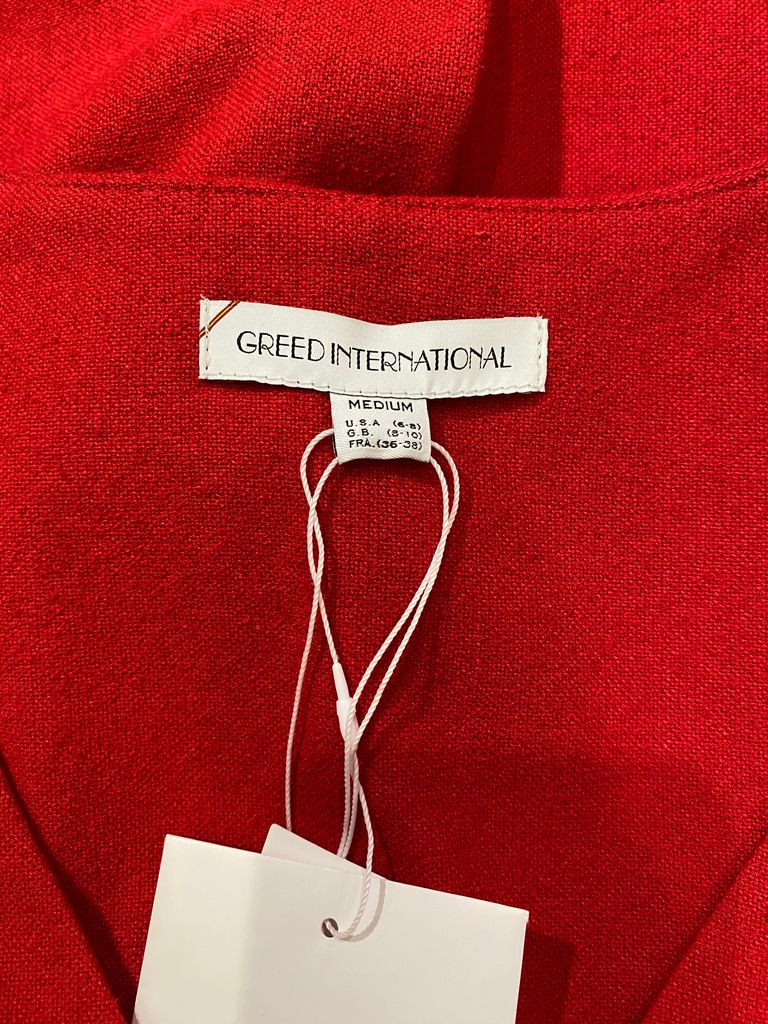 GREED INTERNATIONAL
MEDIUM
U.S.A (6-8)
G.B. (8-10)
FRA.(36-38)